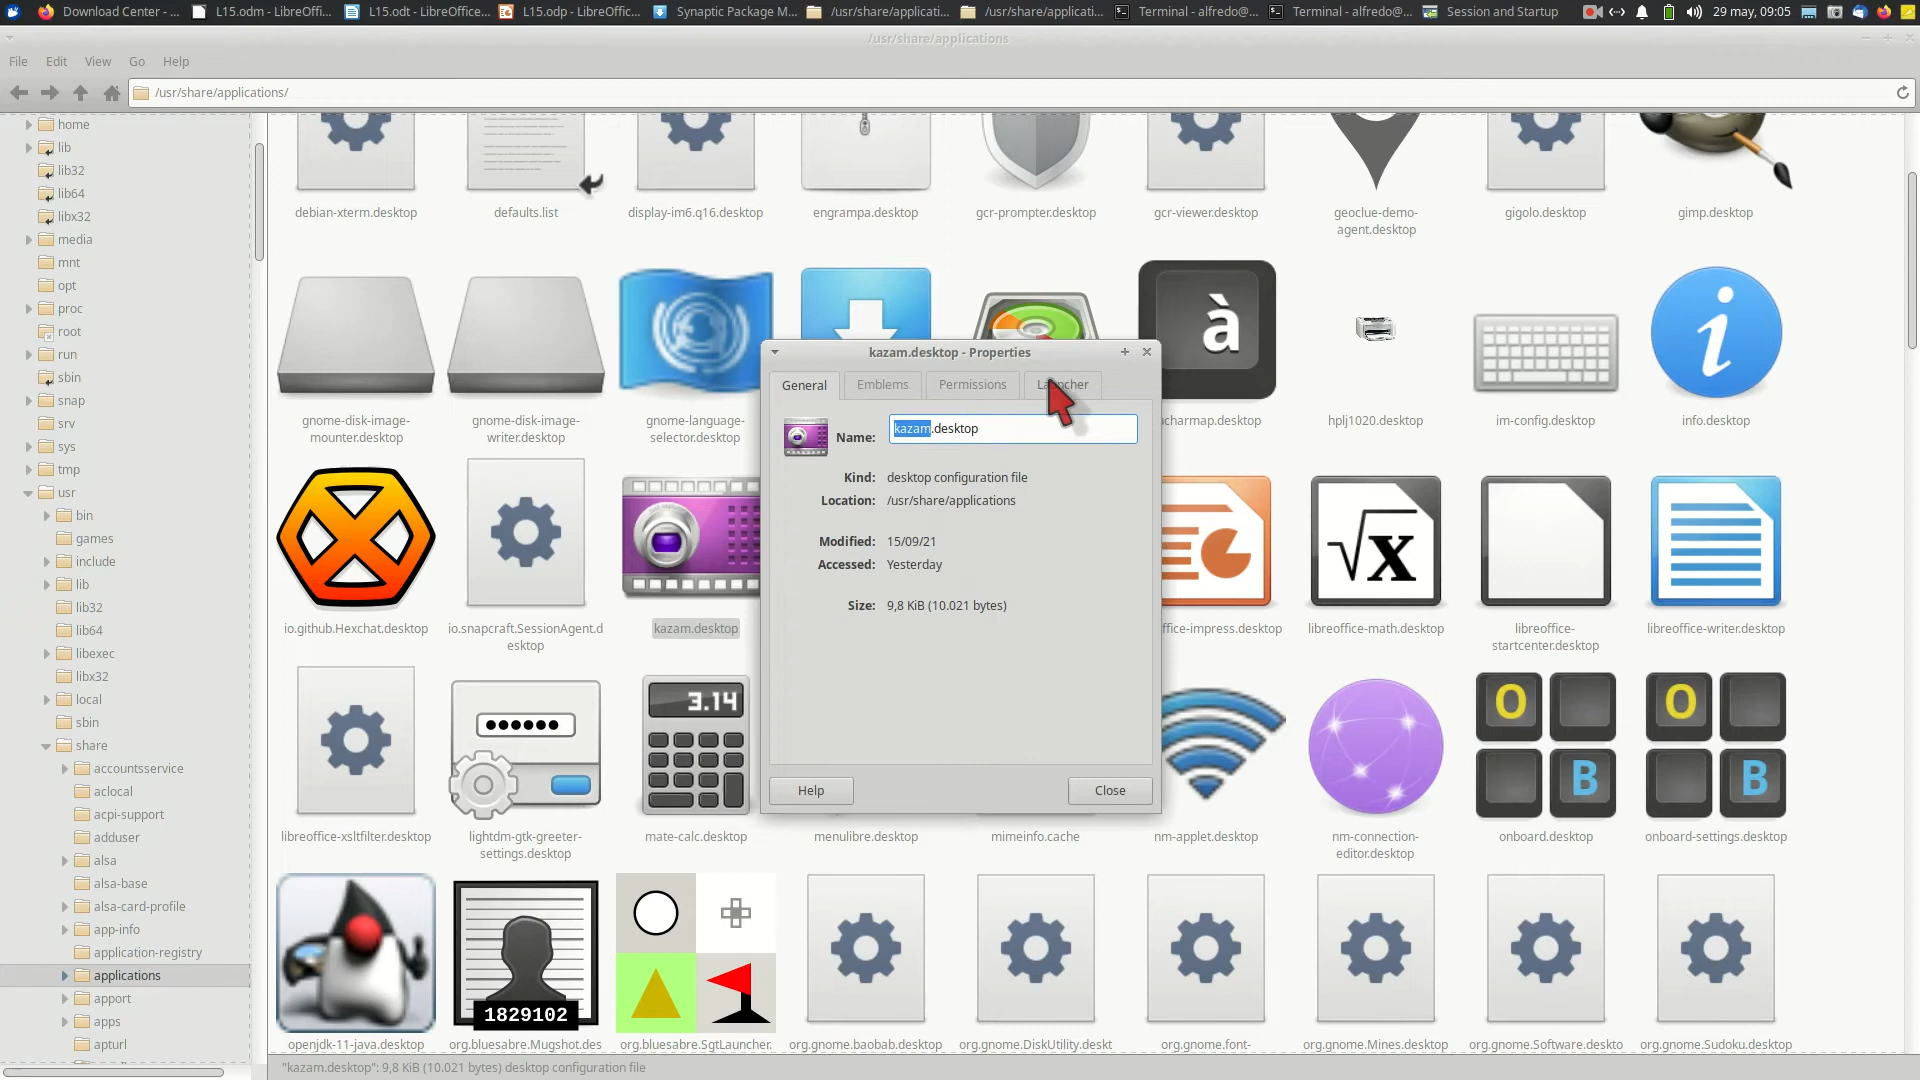 Download Center - ...
L15.odm - LibreOffi...
L15.odt - LibreOffice...
L15.odp - LibreOffic...
Synaptic Package M...
/usr/share/applicati...
/usr/share/applicati...
Terminal - alfredo@...
Terminal - alfredo@...
Session and Startup
29 may, 09:05
/usr/share/applications
File Edit View Go Help
/usr/share/applications/
home
lib
lib32
lib64
libx32
media
mnt
opt
proc
root
run
sbin
snap
srv
sys
tmp
usr
bin
games
include
lib
lib32
lib64
libexec
libx32
local
sbin
share
accountsservice
aclocal
acpi-support
adduser
alsa
alsa-base
alsa-card-profile
app-info
application-registry
applications
apport
apps
apturl
debian-xterm.desktop
defaults.list
display-im6.q16.desktop
engrampa.desktop
gcr-prompter.desktop
gcr-viewer.desktop
geoclue-demo-
agent.desktop
gigolo.desktop
gimp.desktop
gnome-disk-image-
mounter.desktop
gnome-disk-image-
writer.desktop
gnome-language-
selector.desktop
à
ucharmap.desktop
hplj1020.desktop
im-config.desktop
i
info.desktop
io.github.Hexchat.desktop
io.snapcraft.SessionAgent.d
esktop
kazam.desktop
ffice-impress.desktop
√x
libreoffice-math.desktop
libreoffice-
startcenter.desktop
libreoffice-writer.desktop
libreoffice-xsltfilter.desktop
lightdm-gtk-greeter-
settings.desktop
3.14
mate-calc.desktop
menulibre.desktop
mimeinfo.cache
nm-applet.desktop
nm-connection-
editor.desktop
O
B
onboard.desktop
O
B
onboard-settings.desktop
openjdk-11-java.desktop
1829102
org.bluesabre.Mugshot.des
org.bluesabre.SgtLauncher.
org.gnome.baobab.desktop
org.gnome.DiskUtility.deskt
org.gnome.font-
org.gnome.Mines.desktop
org.gnome.Software.deskto
org.gnome.Sudoku.desktop
kazam.desktop - Properties
General Emblems Permissions Launcher
Name: kazam.desktop
Kind: desktop configuration file
Location: /usr/share/applications
Modified: 15/09/21
Accessed: Yesterday
Size: 9,8 KiB (10.021 bytes)
Help Close
"kazam.desktop": 9,8 KiB (10.021 bytes) desktop configuration file